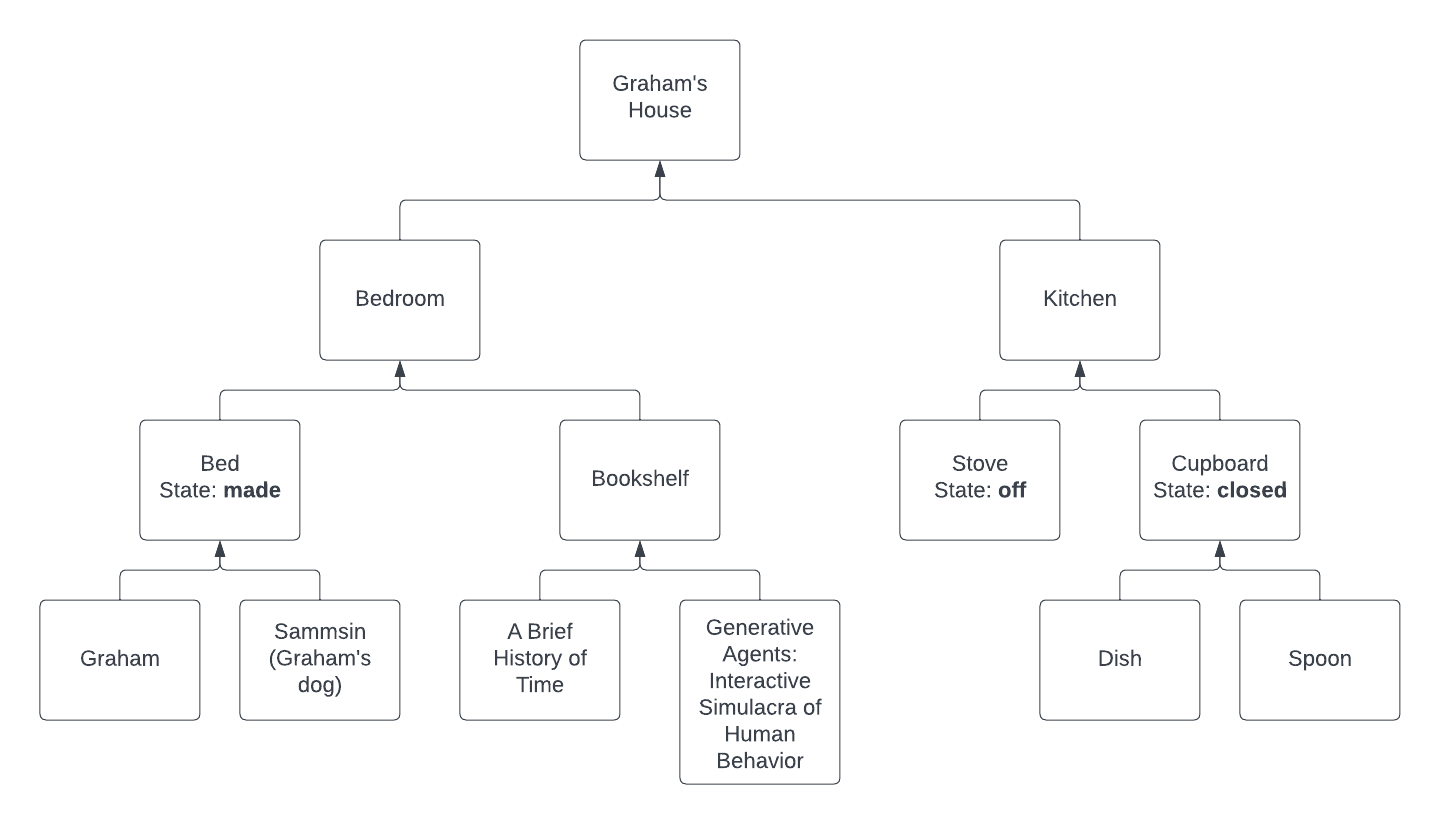 Graham's
House
Bedroom
Kitchen
Bed
State: made
Bookshelf
Stove
State: off
Cupboard
State: closed
Graham
Sammsin
(Graham's
dog)
A Brief
History of
Time
Generative
Agents:
Interactive
Simulacra of
Human
Behavior
Dish
Spoon